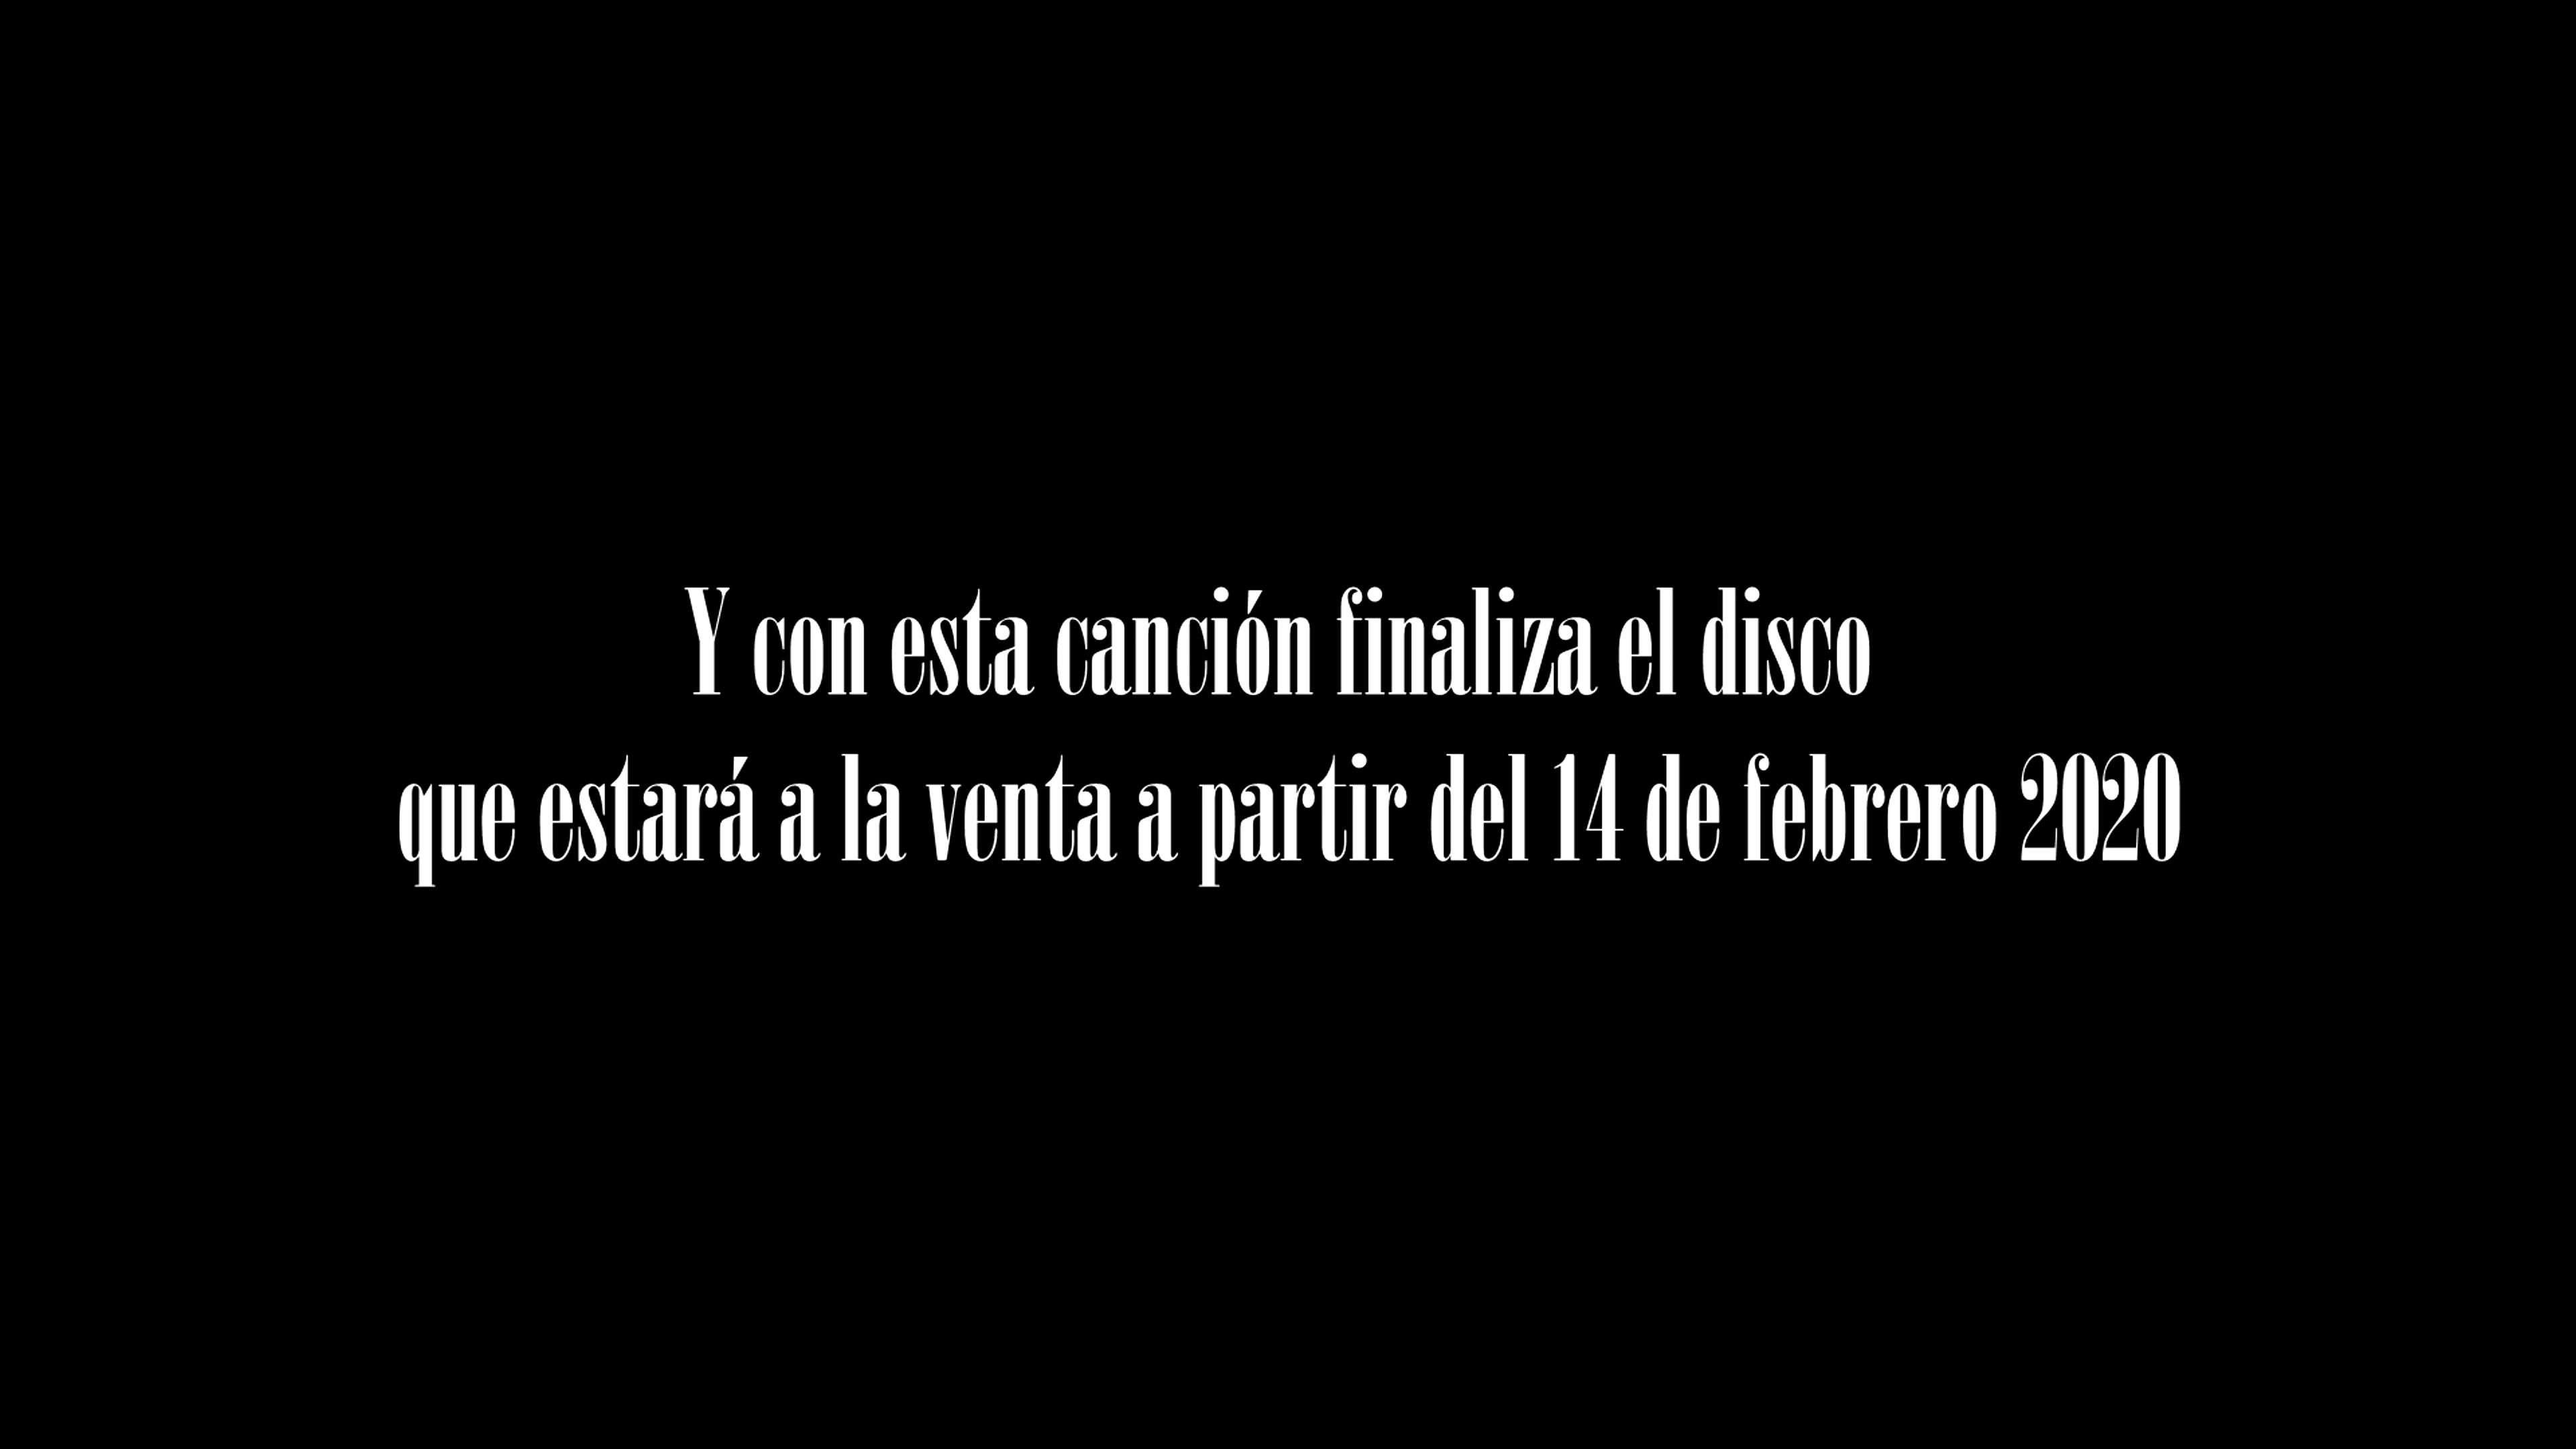 Y con esta canción finaliza el disco
que estará a la venta a partir del 14 de febrero 2020